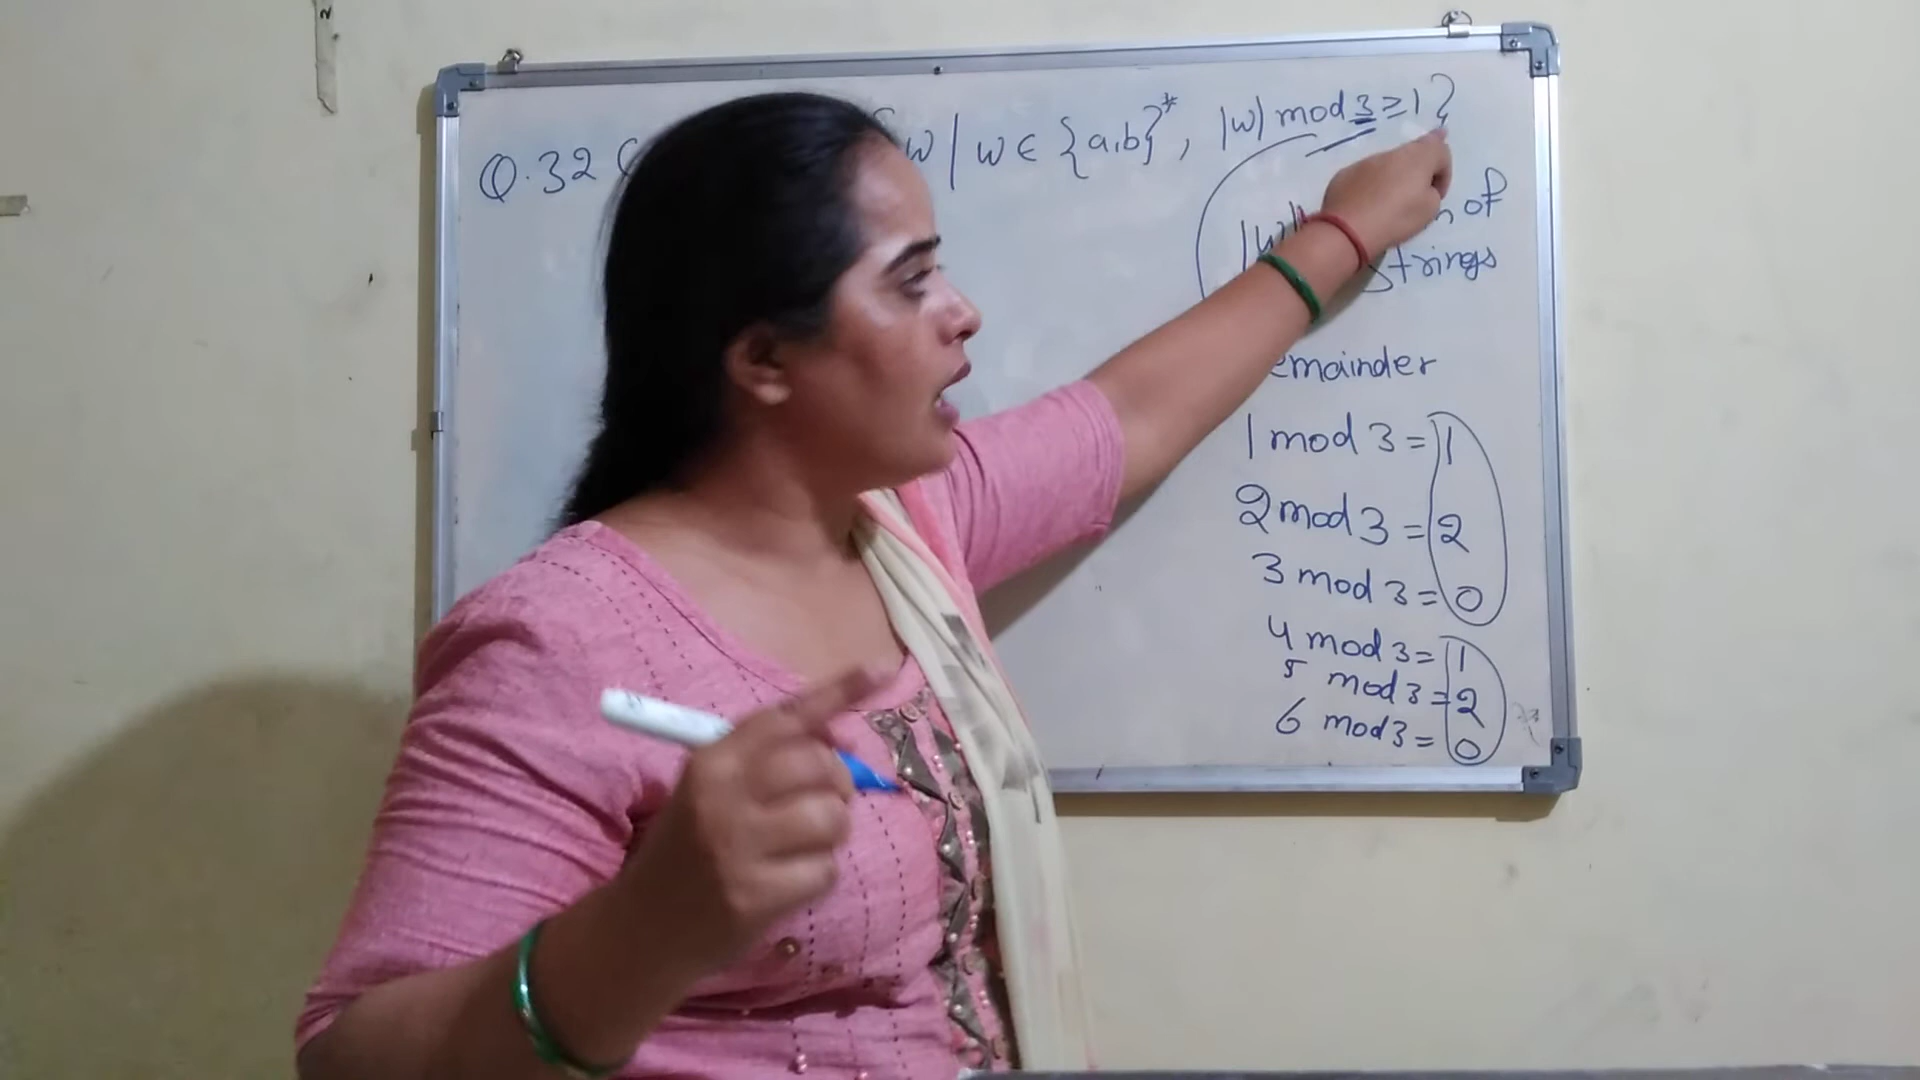 Q.32 w | w ∈ {a,b}*, |w| mod 3 ≥ 1}
|w| of
strings
emainder
1 mod 3 = 1
2 mod 3 = 2
3 mod 3 = 0
4 mod 3 = 1
5 mod 3 = 2
6 mod 3 = 0